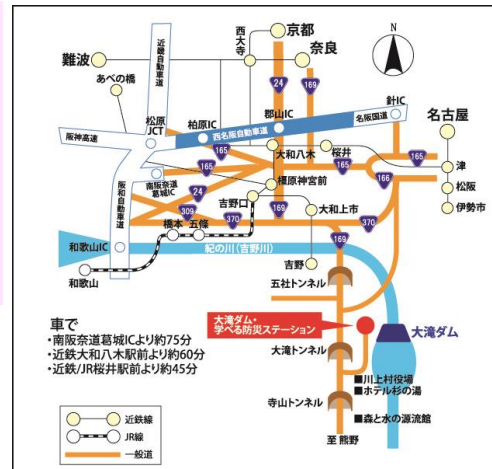 京都
西大寺
奈良
N
難波
近畿自動車道
あべの橋
24
169
松原JCT
柏原IC
郡山IC
針IC
名古屋
西名阪自動車道
名阪国道
阪神高速
165
大和八木
桜井
165
165
津
165
南阪奈道葛城IC
橿原神宮前
166
松阪
24
吉野口
169
大和上市
伊勢市
阪和自動車道
309
370
370
橋本
五條
和歌山IC
紀の川(吉野川)
169
和歌山
吉野
五社トンネル
大滝ダム・
学べる防災ステーション
大滝ダム
車で
・南阪奈道葛城ICより約75分
・近鉄大和八木駅前より約60分
・近鉄/JR桜井駅前より約45分
大滝トンネル
■川上村役場
■ホテル杉の湯
寺山トンネル
■森と水の源流館
至 熊野
近鉄線
JR線
一般道